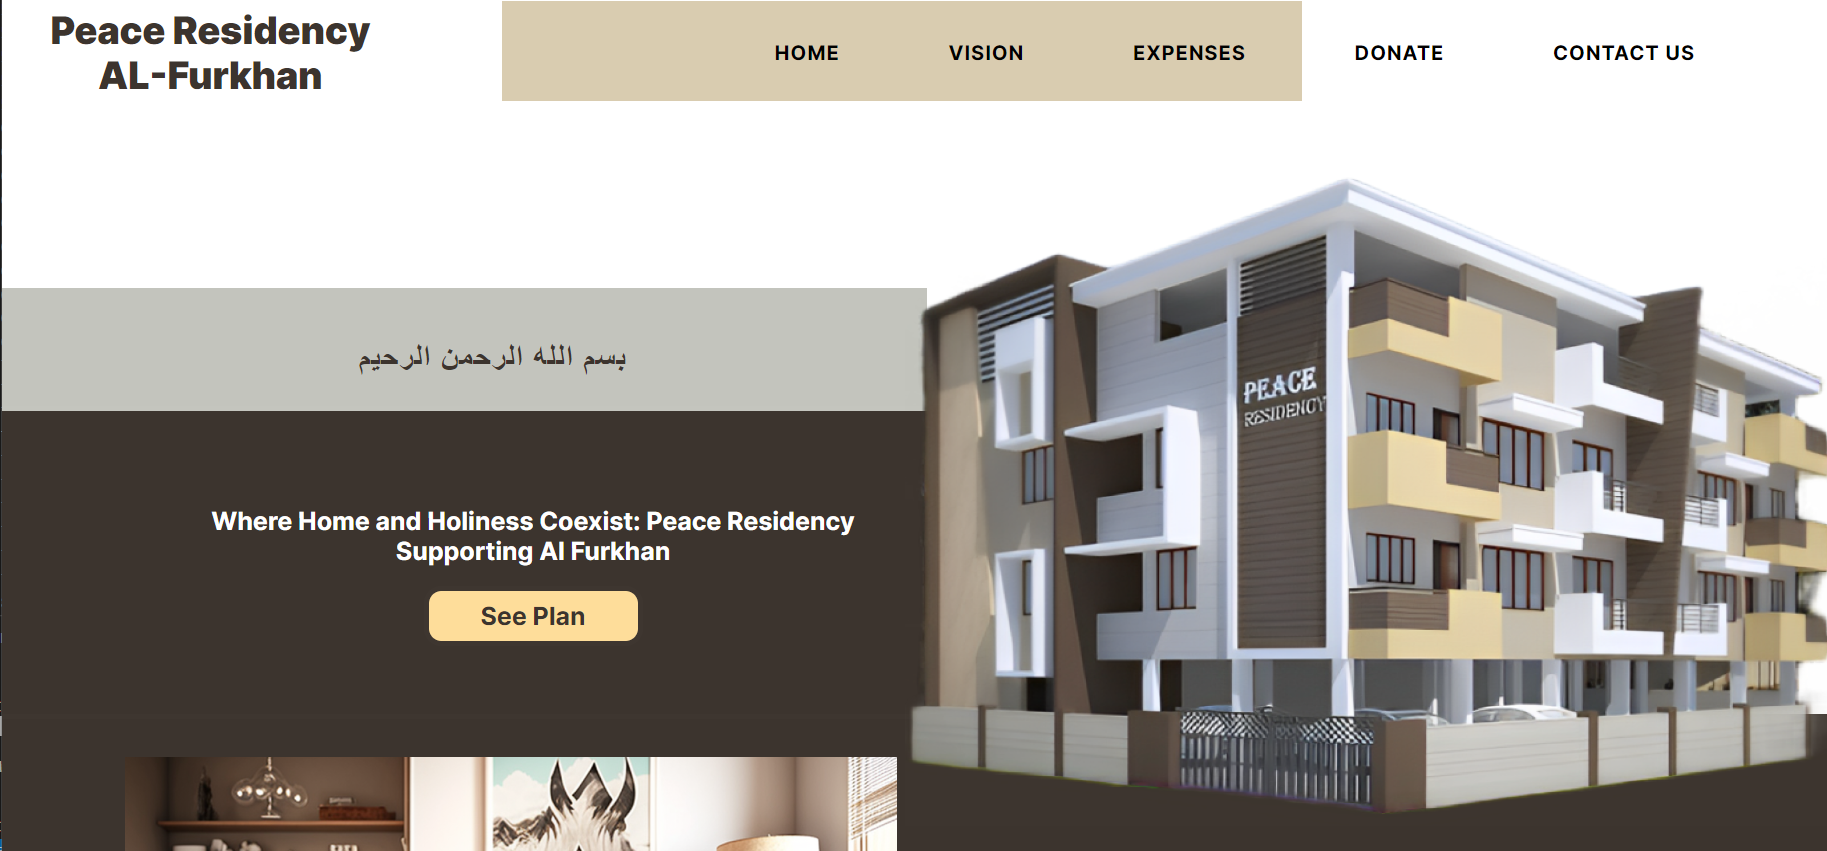 Peace Residency
AL-Furkhan
HOME VISION EXPENSES DONATE CONTACT US
بسم الله الرحمن الرحيم
PEACE
RESIDENCY
Where Home and Holiness Coexist: Peace Residency
Supporting Al Furkhan
See Plan